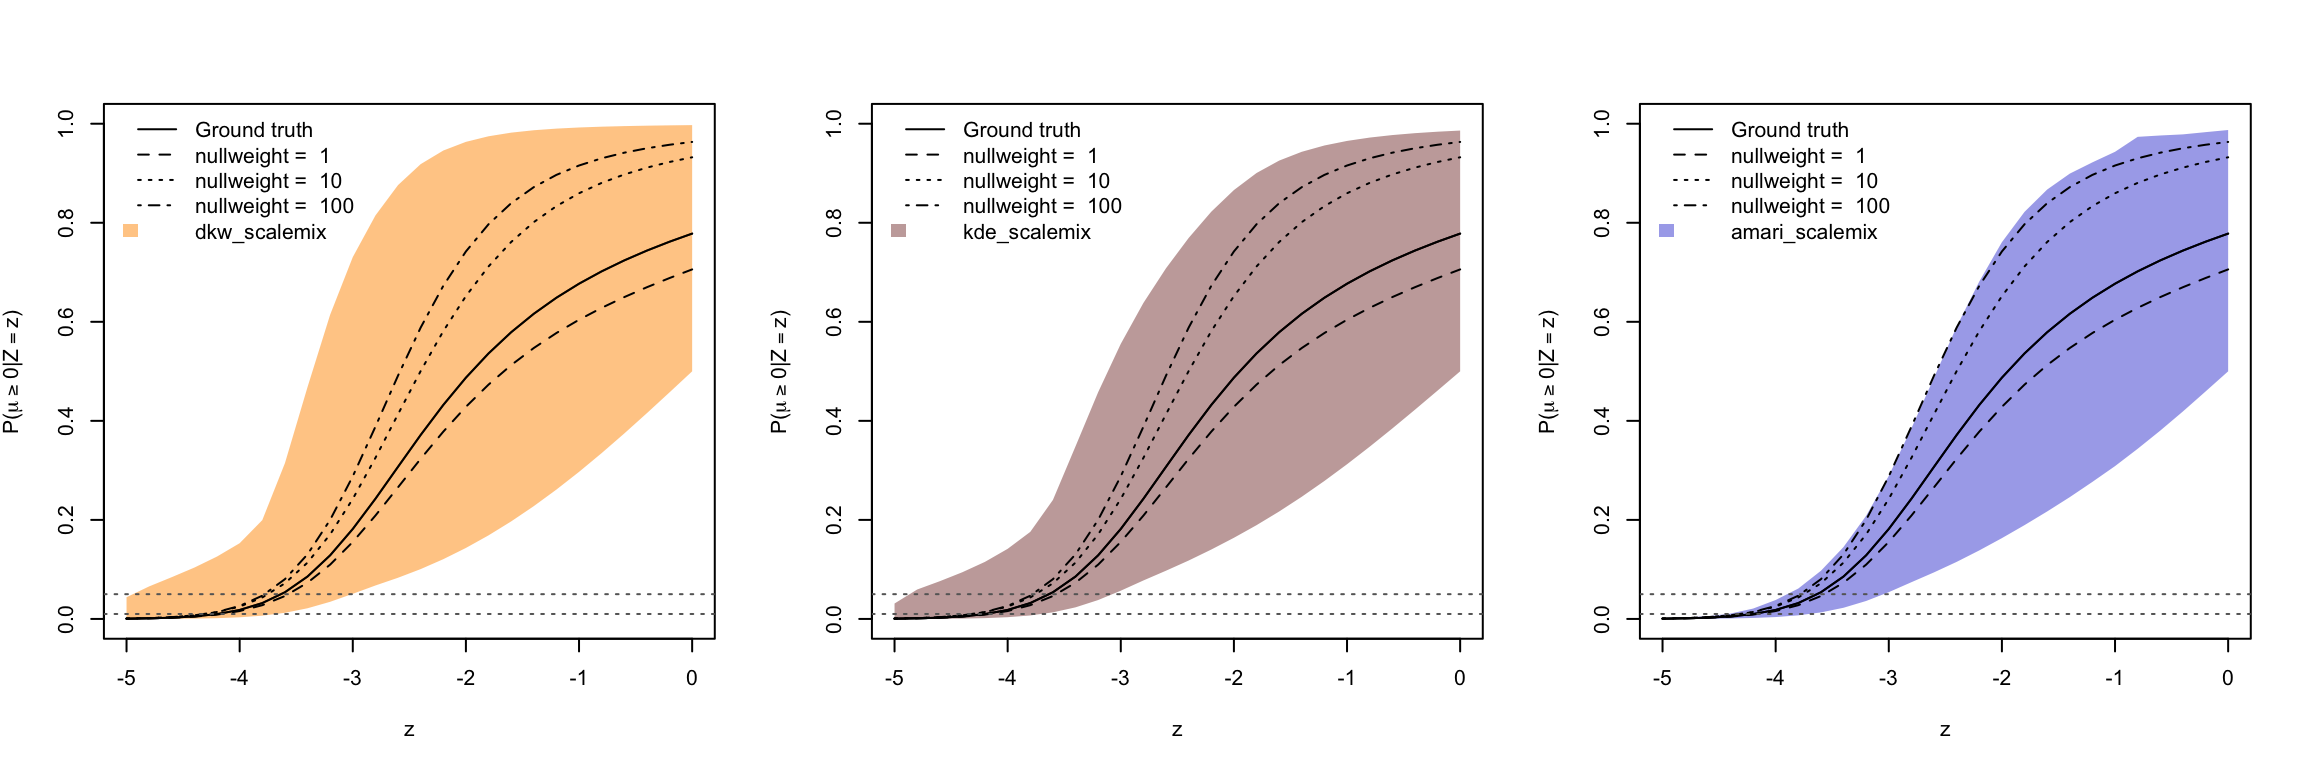 P(μ ≥ 0|Z = z)
1.0
0.8
0.6
0.4
0.2
0.0
Ground truth
nullweight = 1
nullweight = 10
nullweight = 100
dkw_scalemix
-5 -4 -3 -2 -1 0
z
P(μ ≥ 0|Z = z)
1.0
0.8
0.6
0.4
0.2
0.0
Ground truth
nullweight = 1
nullweight = 10
nullweight = 100
kde_scalemix
-5 -4 -3 -2 -1 0
z
P(μ ≥ 0|Z = z)
1.0
0.8
0.6
0.4
0.2
0.0
Ground truth
nullweight = 1
nullweight = 10
nullweight = 100
amari_scalemix
-5 -4 -3 -2 -1 0
z